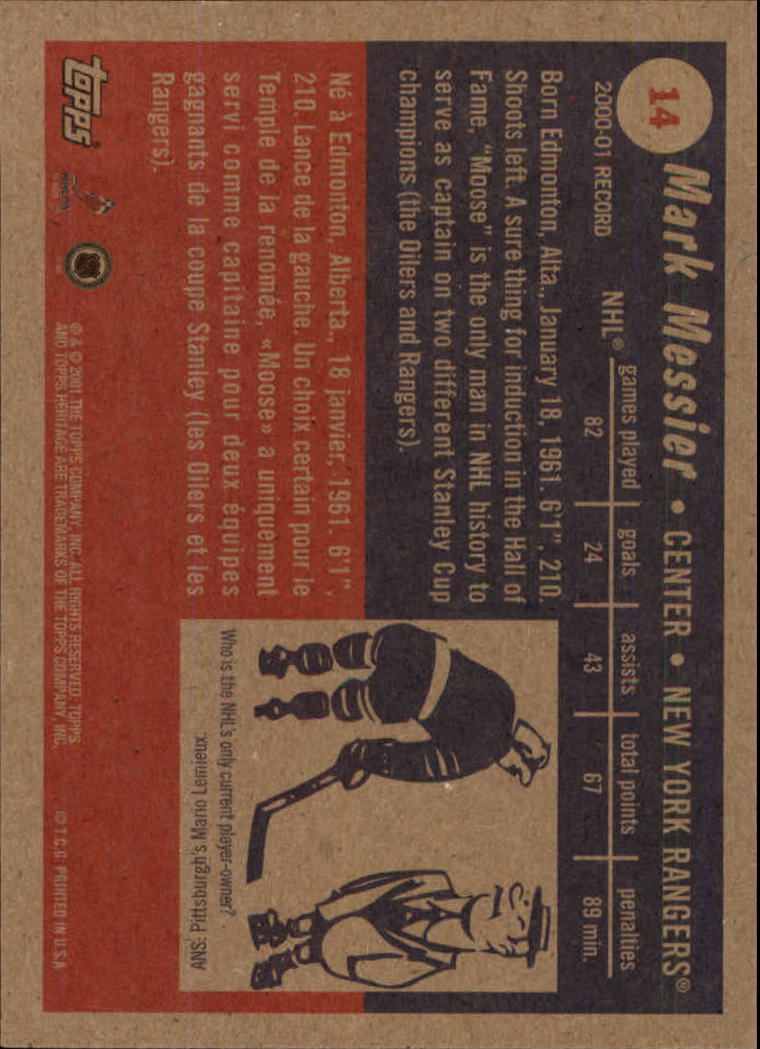 14
Mark Messier • CENTER • NEW YORK RANGERS®
2000-01 RECORD
games played goals assists total points penalties
NHL® 82 24 43 67 89 min.
Born Edmonton, Alta., January 18, 1961. 6'1", 210.
Shoots left. A sure thing for induction in the Hall of
Fame, "Moose" is the only man in NHL history to
serve as captain on two different Stanley Cup
champions (the Oilers and Rangers).
Né à Edmonton, Alberta., 18 janvier, 1961. 6'1",
210. Lance de la gauche. Un choix certain pour le
Temple de la renomée, «Moose» a uniquement
servi comme capitaine pour deux équipes
gagnants de la coupe Stanley (les Oilers et les
Rangers).
Who is the NHL's only current player-owner?
ANS: Pittsburgh's Mario Lemieux.
topps
NHLPA
® & © 2001 THE TOPPS COMPANY, INC. ALL RIGHTS RESERVED. TOPPS
AND TOPPS HERITAGE ARE TRADEMARKS OF THE TOPPS COMPANY, INC.
© T.C.G. PRINTED IN U.S.A.